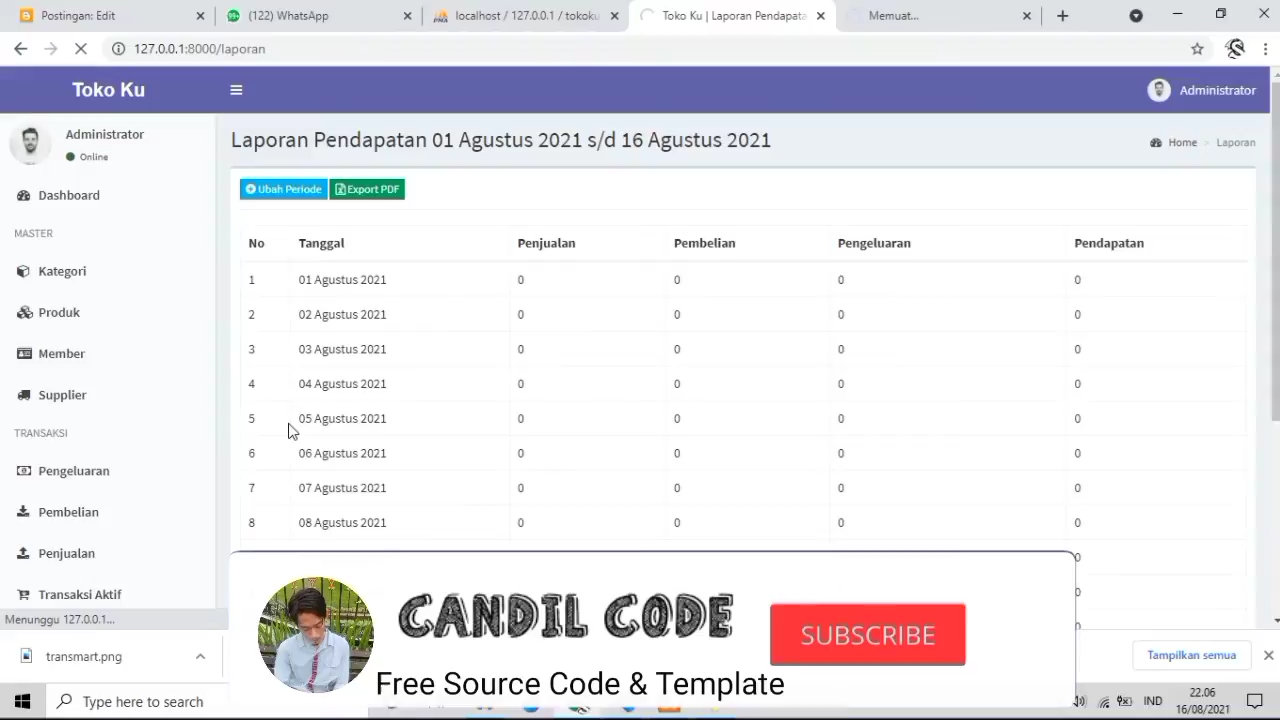 Postingan: Edit
(122) WhatsApp
localhost / 127.0.0.1 / tokoku
Toko Ku | Laporan Pendapata
Memuat...
127.0.0.1:8000/laporan
Toko Ku
Administrator
Administrator
Online
Laporan Pendapatan 01 Agustus 2021 s/d 16 Agustus 2021
Home > Laporan
Ubah Periode
Export PDF
Dashboard
MASTER
Kategori
Produk
Member
Supplier
TRANSAKSI
Pengeluaran
Pembelian
Penjualan
Transaksi Aktif
No Tanggal Penjualan Pembelian Pengeluaran Pendapatan
1 01 Agustus 2021 0 0 0 0
2 02 Agustus 2021 0 0 0 0
3 03 Agustus 2021 0 0 0 0
4 04 Agustus 2021 0 0 0 0
5 05 Agustus 2021 0 0 0 0
6 06 Agustus 2021 0 0 0 0
7 07 Agustus 2021 0 0 0 0
8 08 Agustus 2021 0 0 0 0
0
0
Menunggu 127.0.0.1...
CANDIL CODE
SUBSCRIBE
Free Source Code & Template
transmart.png
Tampilkan semua
Type here to search
IND
22.06
16/08/2021